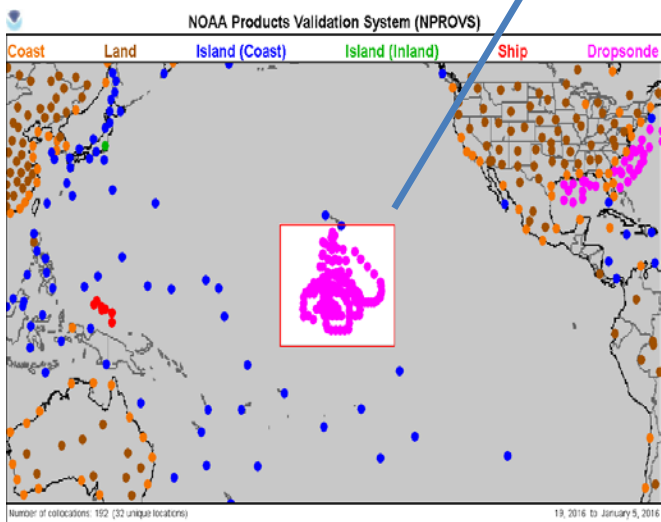 NOAA Products Validation System (NPROVS)
Coast Land Island (Coast) Island (Inland) Ship Dropsonde
Number of collocations: 192 (32 unique locations) 19, 2016 to January 5, 2016